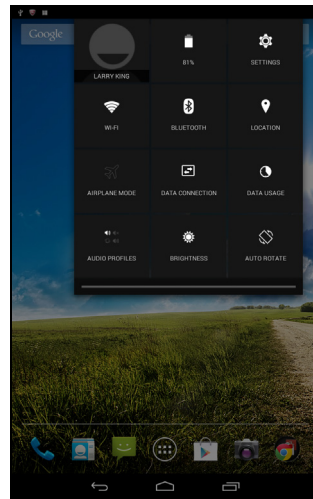 Google
LARRY KING
81%
SETTINGS
WI-FI
BLUETOOTH
LOCATION
AIRPLANE MODE
DATA CONNECTION
DATA USAGE
AUDIO PROFILES
BRIGHTNESS
AUTO ROTATE